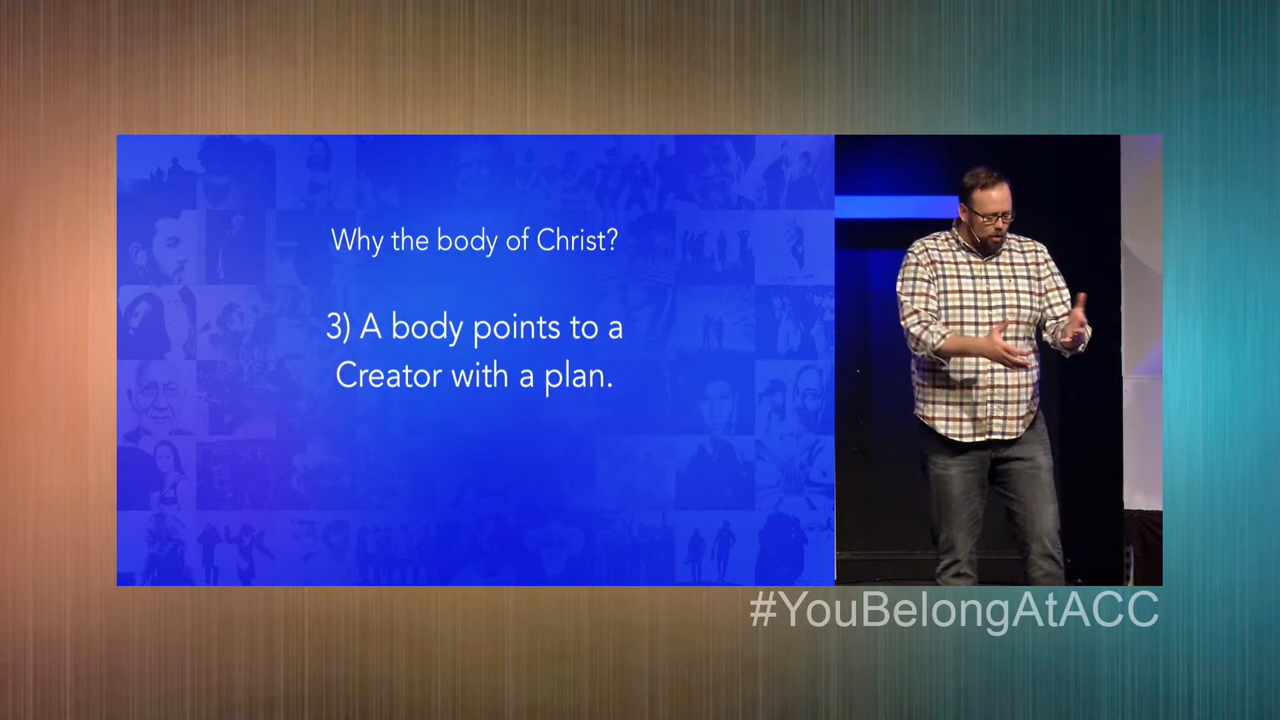 Why the body of Christ?
3) A body points to a
Creator with a plan.
#YouBelongAtACC